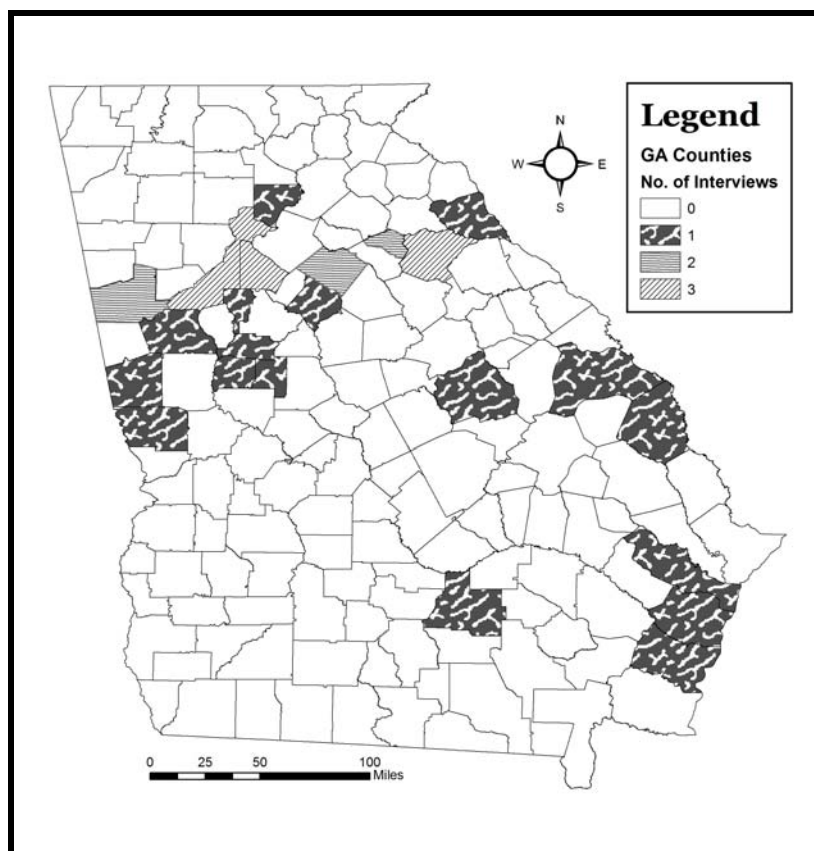 Legend
GA Counties
No. of Interviews
0
1
2
3
N
W E
S
0 25 50 100
Miles